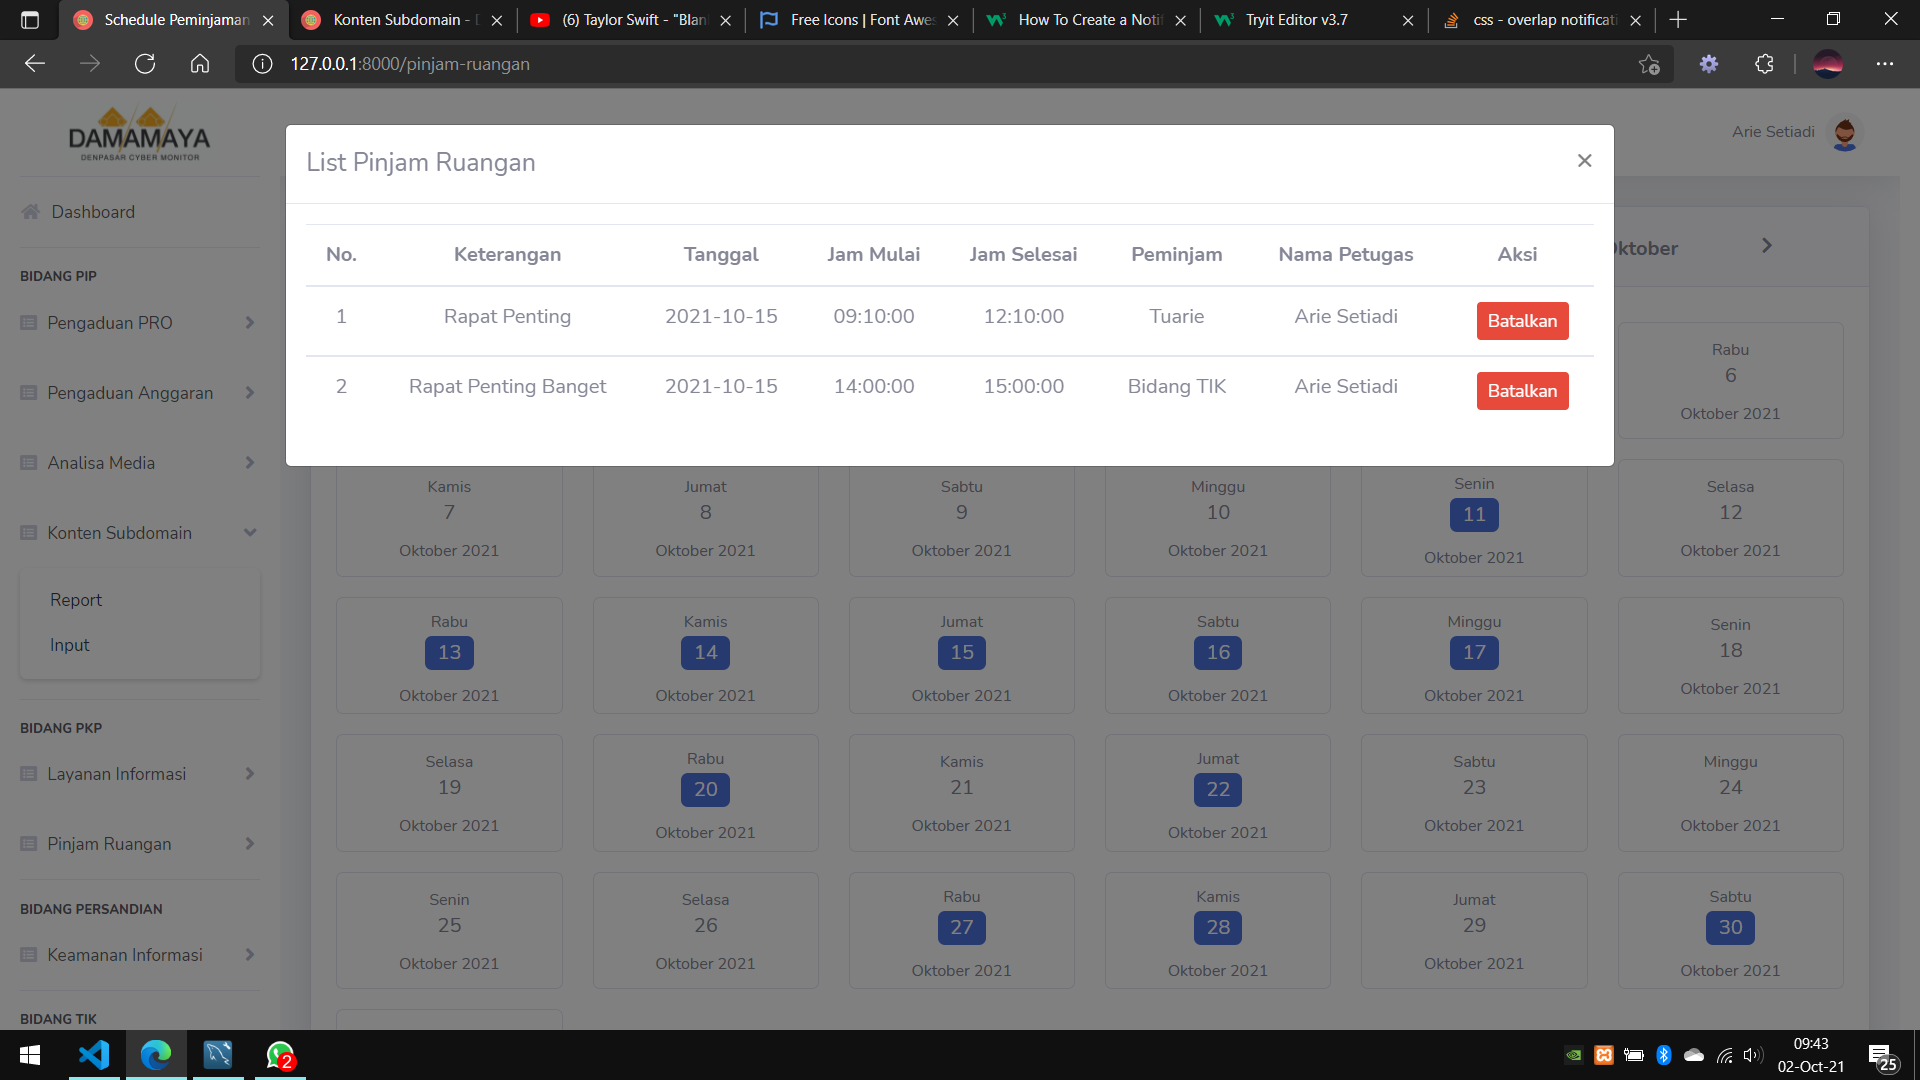 Schedule Peminjaman
Konten Subdomain - D
(6) Taylor Swift - "Blan
Free Icons | Font Awes
How To Create a Notif
Tryit Editor v3.7
css - overlap notificati
127.0.0.1:8000/pinjam-ruangan
DAMAMAYA
DENPASAR CYBER MONITOR
Arie Setiadi
Dashboard
BIDANG PIP
Pengaduan PRO
Pengaduan Anggaran
Analisa Media
Konten Subdomain
Report
Input
BIDANG PKP
Layanan Informasi
Pinjam Ruangan
BIDANG PERSANDIAN
Keamanan Informasi
BIDANG TIK
List Pinjam Ruangan
×
No. Keterangan Tanggal Jam Mulai Jam Selesai Peminjam Nama Petugas Aksi
1 Rapat Penting 2021-10-15 09:10:00 12:10:00 Tuarie Arie Setiadi Batalkan
2 Rapat Penting Banget 2021-10-15 14:00:00 15:00:00 Bidang TIK Arie Setiadi Batalkan
Oktober
Rabu
6
Oktober 2021
Kamis
7
Oktober 2021
Jumat
8
Oktober 2021
Sabtu
9
Oktober 2021
Minggu
10
Oktober 2021
Senin
11
Oktober 2021
Selasa
12
Oktober 2021
Rabu
13
Oktober 2021
Kamis
14
Oktober 2021
Jumat
15
Oktober 2021
Sabtu
16
Oktober 2021
Minggu
17
Oktober 2021
Senin
18
Oktober 2021
Selasa
19
Oktober 2021
Rabu
20
Oktober 2021
Kamis
21
Oktober 2021
Jumat
22
Oktober 2021
Sabtu
23
Oktober 2021
Minggu
24
Oktober 2021
Senin
25
Oktober 2021
Selasa
26
Oktober 2021
Rabu
27
Oktober 2021
Kamis
28
Oktober 2021
Jumat
29
Oktober 2021
Sabtu
30
Oktober 2021
2
09:43
02-Oct-21
25